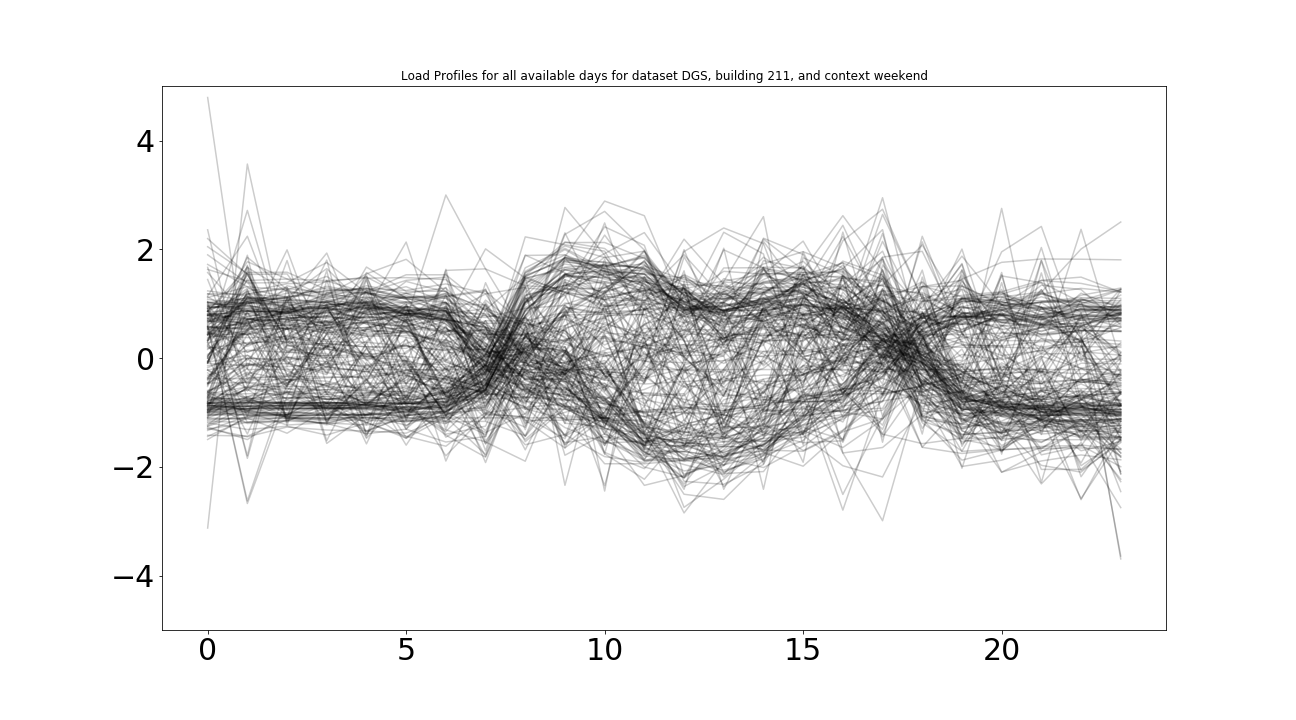 Load Profiles for all available days for dataset DGS, building 211, and context weekend
4
2
0
−2
−4
0 5 10 15 20